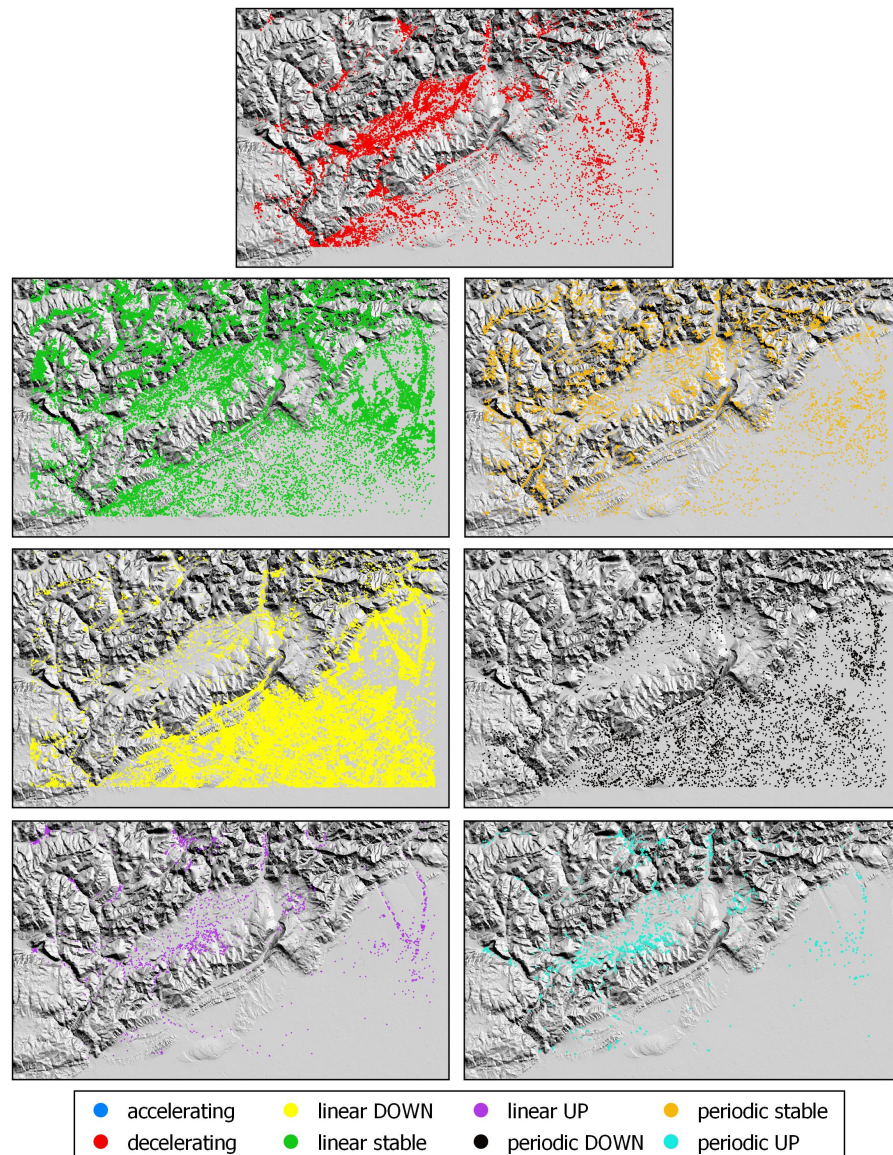 accelerating linear DOWN linear UP periodic stable
decelerating linear stable periodic DOWN periodic UP